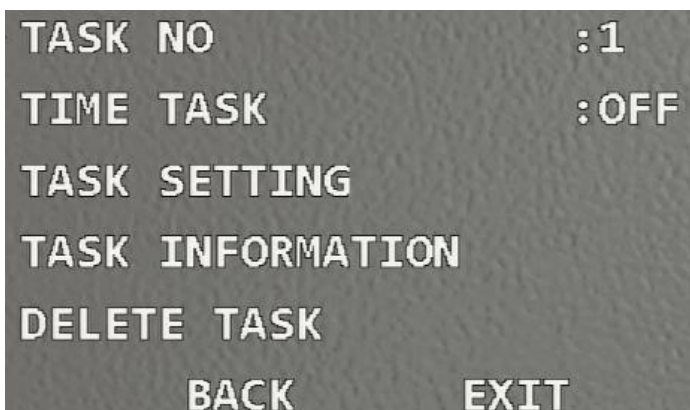 TASK NO :1
TIME TASK :OFF
TASK SETTING
TASK INFORMATION
DELETE TASK
BACK EXIT